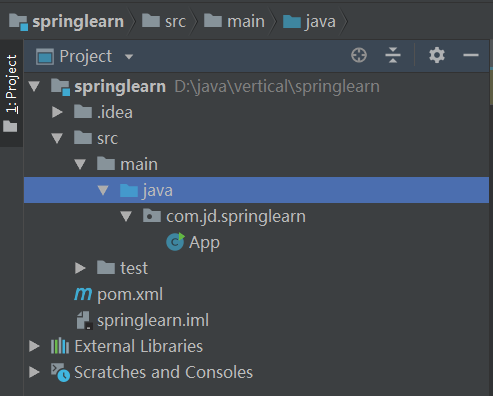 springlearn src main java
1: Project
Project
springlearn D:\java\vertical\springlearn
.idea
src
main
java
com.jd.springlearn
App
test
pom.xml
springlearn.iml
External Libraries
Scratches and Consoles